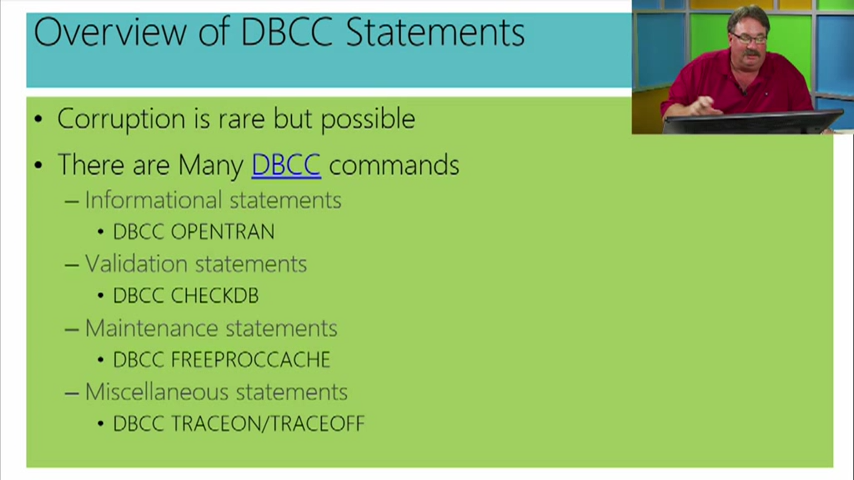 Overview of DBCC Statements
• Corruption is rare but possible
• There are Many DBCC commands
– Informational statements
• DBCC OPENTRAN
– Validation statements
• DBCC CHECKDB
– Maintenance statements
• DBCC FREEPROCCACHE
– Miscellaneous statements
• DBCC TRACEON/TRACEOFF